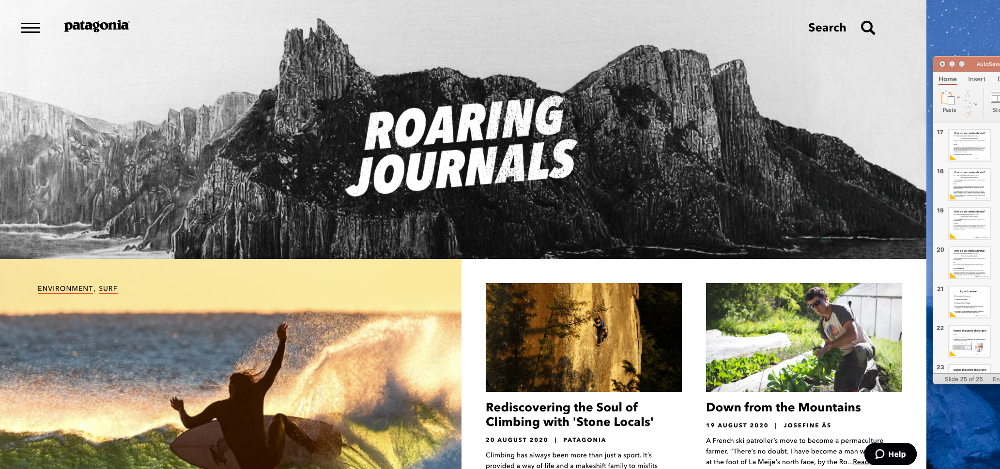 patagonia
Search
ROARING
JOURNALS
ENVIRONMENT, SURF
Rediscovering the Soul of
Climbing with 'Stone Locals'
20 AUGUST 2020 | PATAGONIA
Climbing has always been more than just a sport. It’s
provided a way of life and a makeshift family to misfits
Down from the Mountains
19 AUGUST 2020 | JOSEFINE ÅS
A French ski patroller’s move to become a permaculture
farmer. “There’s no doubt. I have become a man
at the foot of La Meije’s north face, by the Ro...Read
Help
AutoSave
Home Insert
Paste
17
How do we create a brand?
18
How do we create a brand?
19
How do we create a brand?
20
How do we create a brand?
21
So, let's review.....
22
Brands that get it oh so right!
23
Brands that get it oh so right!
Slide 25 of 25